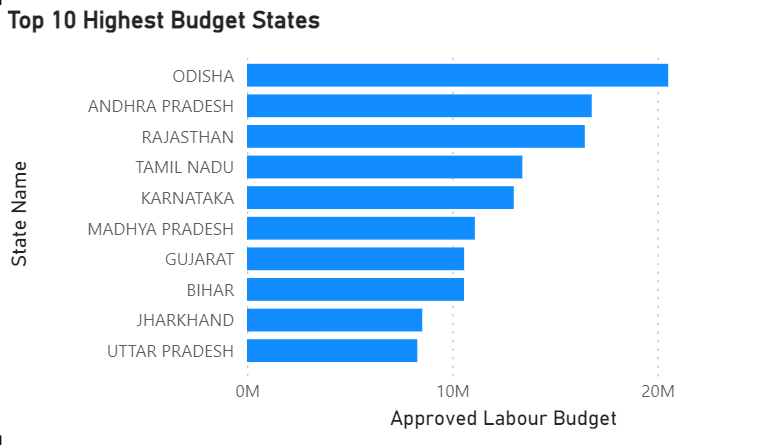 Top 10 Highest Budget States
State Name
ODISHA
ANDHRA PRADESH
RAJASTHAN
TAMIL NADU
KARNATAKA
MADHYA PRADESH
GUJARAT
BIHAR
JHARKHAND
UTTAR PRADESH
0M 10M 20M
Approved Labour Budget